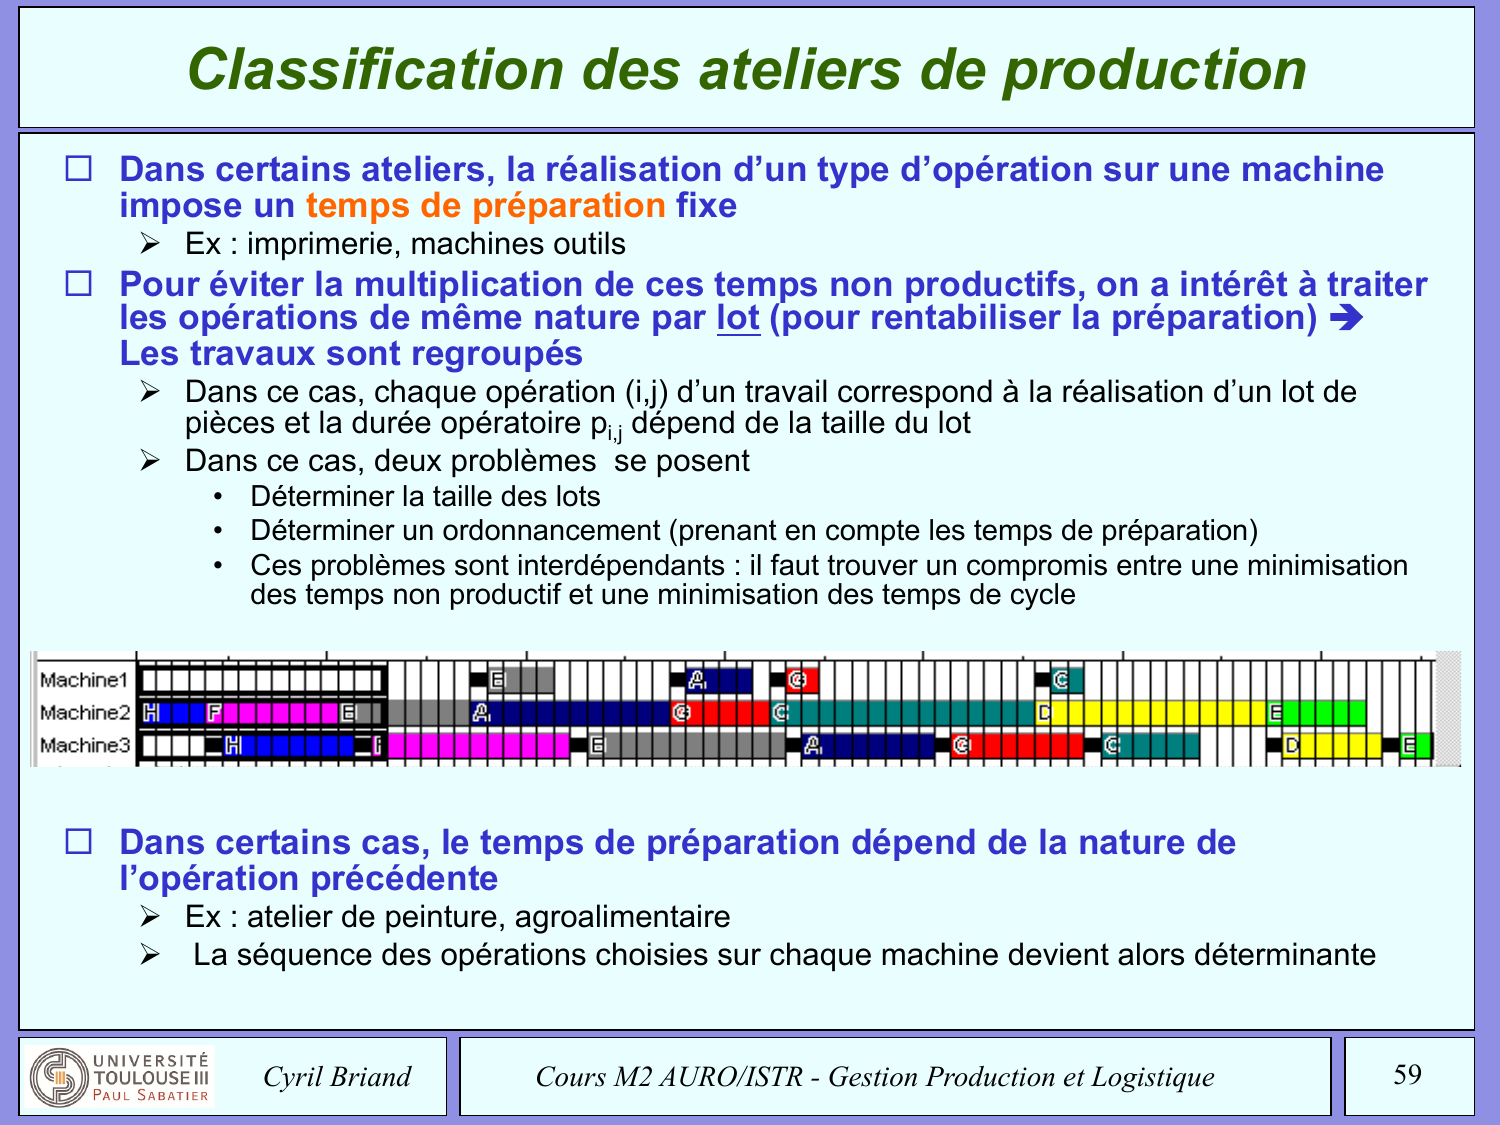 Classification des ateliers de production
Dans certains ateliers, la réalisation d’un type d’opération sur une machine
impose un temps de préparation fixe
Ex : imprimerie, machines outils
Pour éviter la multiplication de ces temps non productifs, on a intérêt à traiter
les opérations de même nature par lot (pour rentabiliser la préparation) ➔
Les travaux sont regroupés
Dans ce cas, chaque opération (i,j) d’un travail correspond à la réalisation d’un lot de
pièces et la durée opératoire pi,j dépend de la taille du lot
Dans ce cas, deux problèmes se posent
• Déterminer la taille des lots
• Déterminer un ordonnancement (prenant en compte les temps de préparation)
• Ces problèmes sont interdépendants : il faut trouver un compromis entre une minimisation
des temps non productif et une minimisation des temps de cycle
Machine1 E A G C
Machine2 H F E A G C D E
Machine3 H F E A G C D E
Dans certains cas, le temps de préparation dépend de la nature de
l’opération précédente
Ex : atelier de peinture, agroalimentaire
La séquence des opérations choisies sur chaque machine devient alors déterminante
UNIVERSITÉ
TOULOUSE III
PAUL SABATIER
Cyril Briand
Cours M2 AURO/ISTR - Gestion Production et Logistique
59